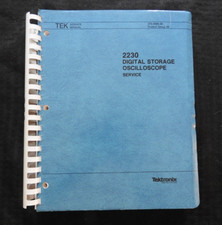 TEK
2230
DIGITAL STORAGE
OSCILLOSCOPE
SERVICE
Tektronix